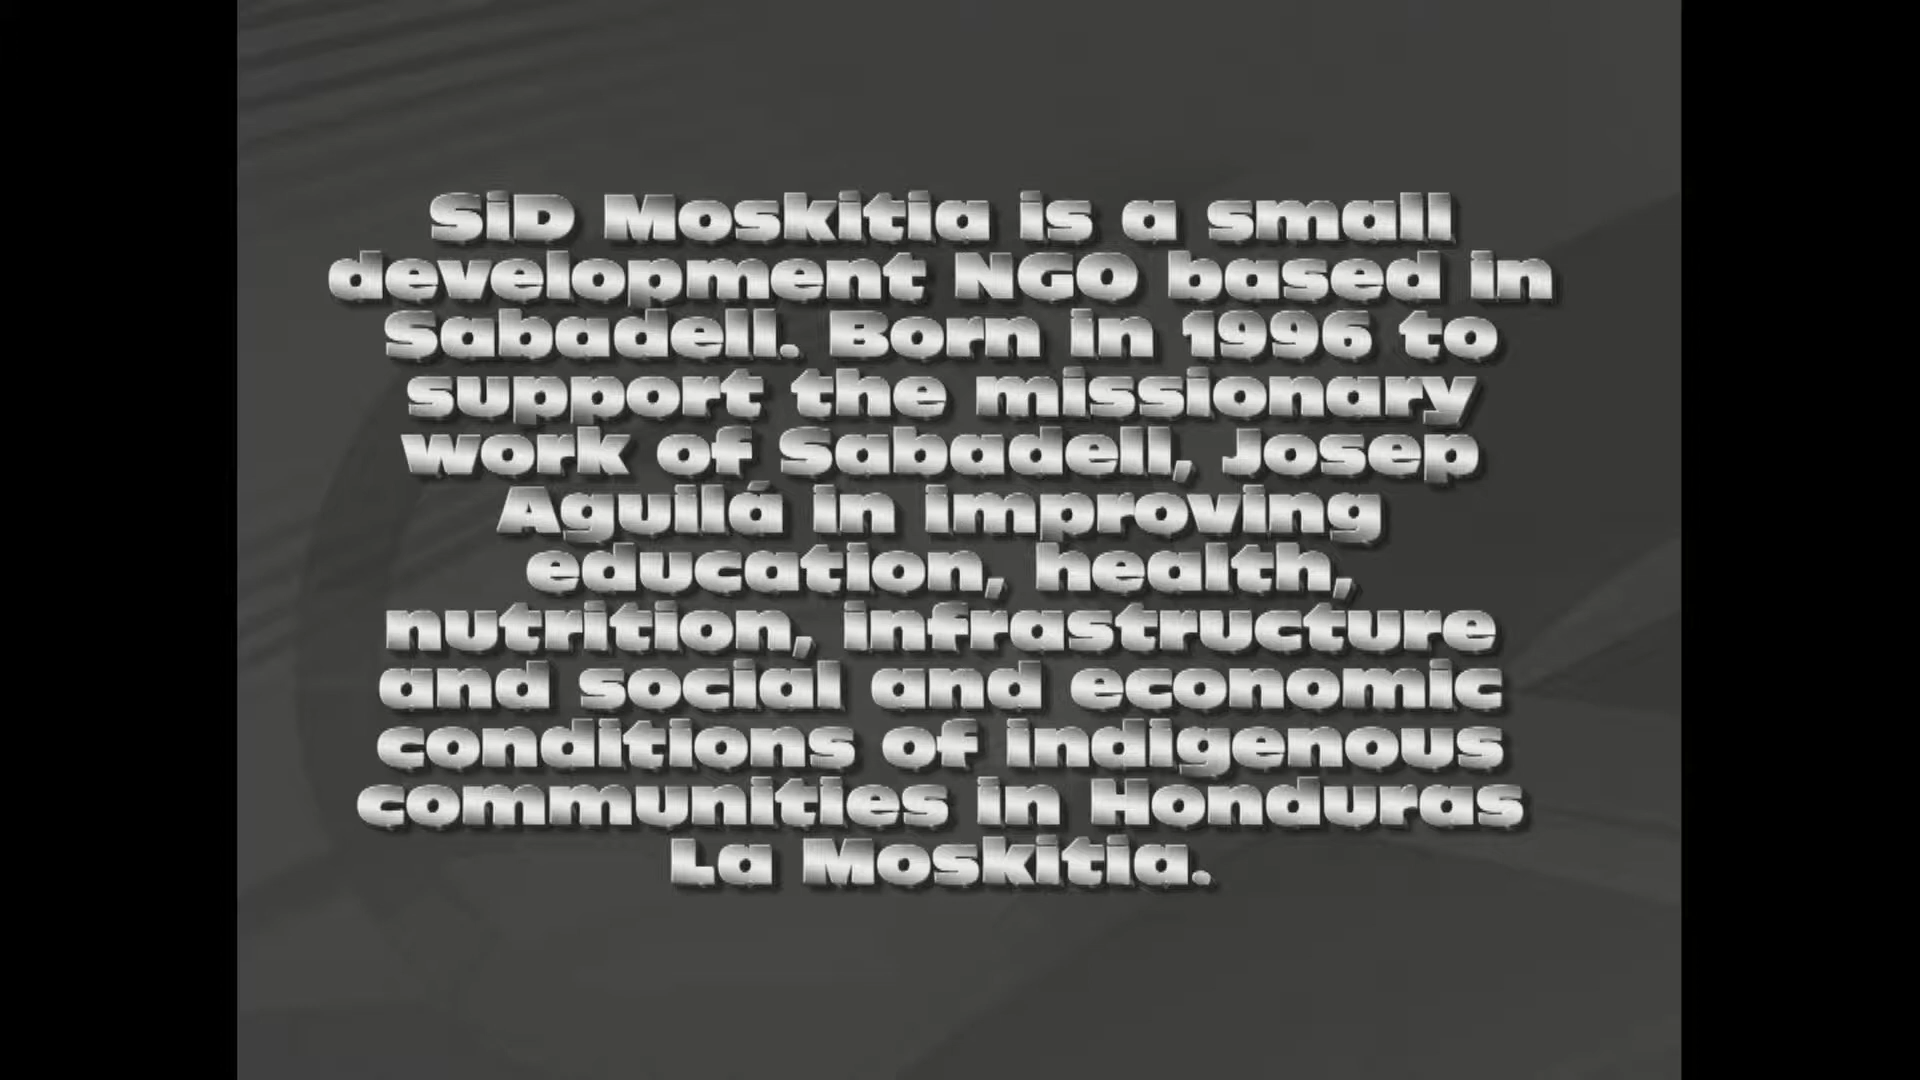 SiD Moskitia is a small
development NGO based in
Sabadell. Born in 1996 to
support the missionary
work of Sabadell, Josep
Aguilá in improving
education, health,
nutrition, infrastructure
and social and economic
conditions of indigenous
communities in Honduras
La Moskitia.